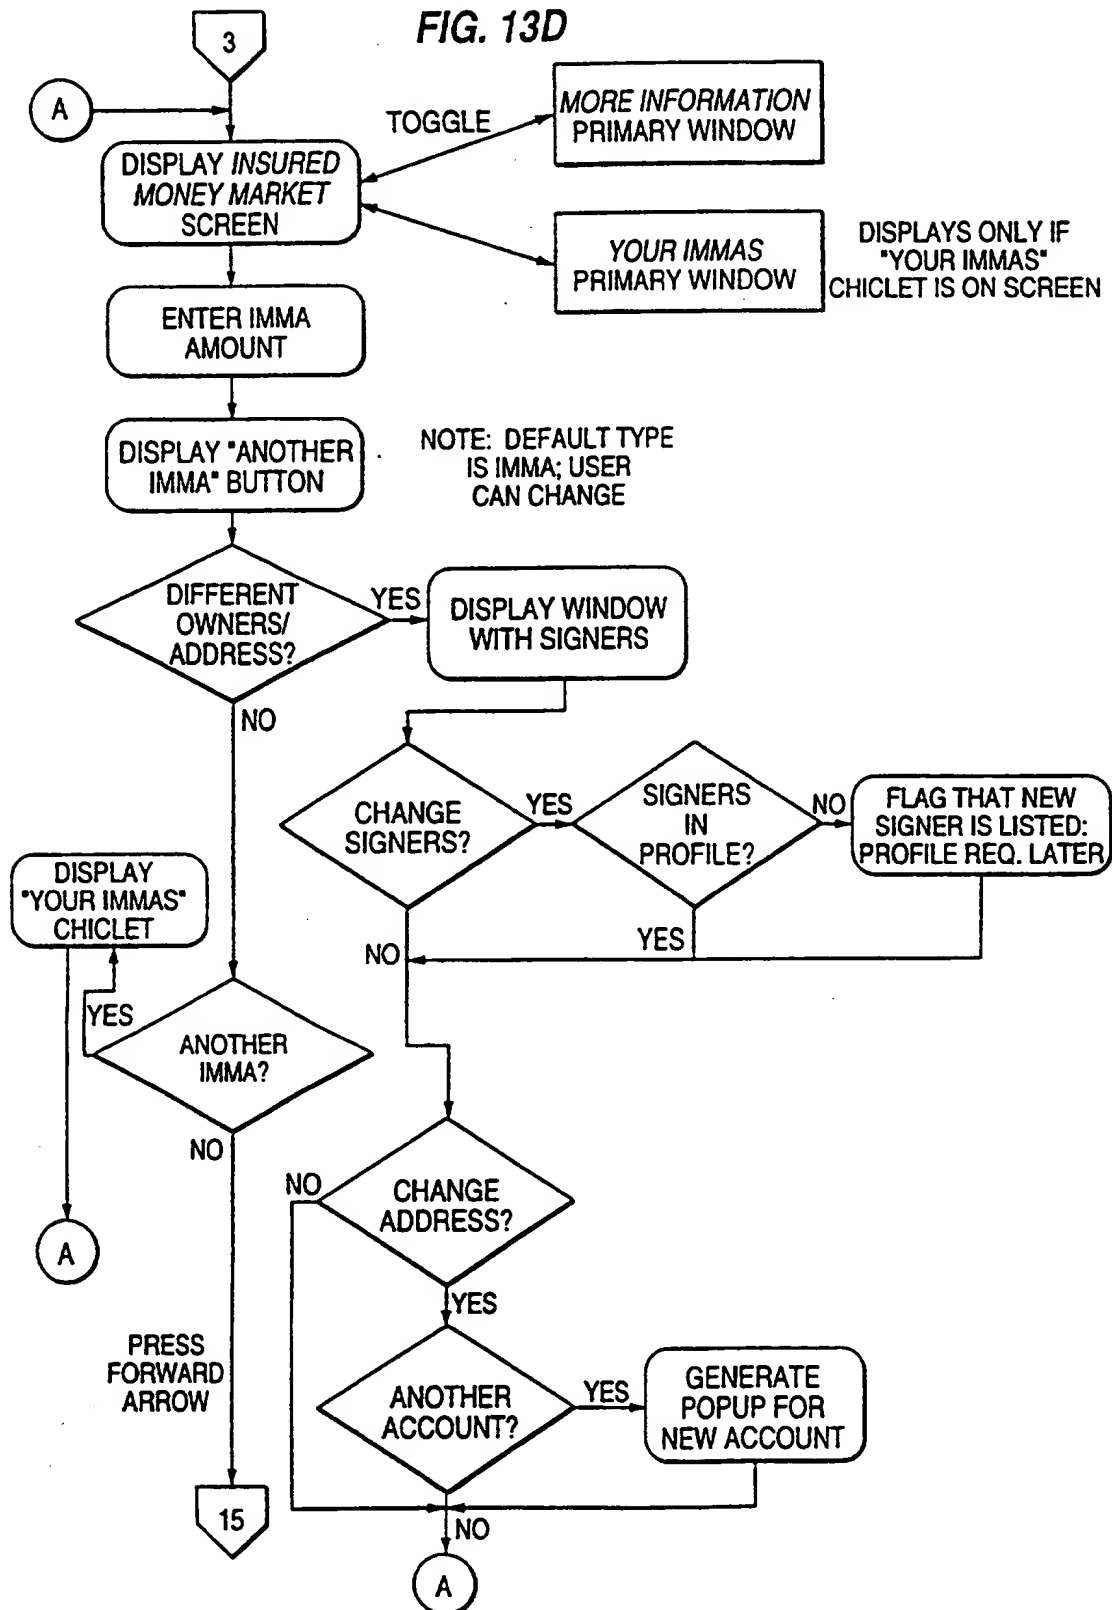 FIG. 13D
3
A
TOGGLE
MORE INFORMATION
PRIMARY WINDOW
DISPLAY INSURED
MONEY MARKET
SCREEN
YOUR IMMAS
PRIMARY WINDOW
DISPLAYS ONLY IF
"YOUR IMMAS"
CHICLET IS ON SCREEN
ENTER IMMA
AMOUNT
DISPLAY "ANOTHER
IMMA" BUTTON
NOTE: DEFAULT TYPE
IS IMMA; USER
CAN CHANGE
DIFFERENT
OWNERS/
ADDRESS?
YES
DISPLAY WINDOW
WITH SIGNERS
NO
CHANGE
SIGNERS?
YES
SIGNERS
IN
PROFILE?
NO
FLAG THAT NEW
SIGNER IS LISTED:
PROFILE REQ. LATER
DISPLAY
"YOUR IMMAS"
CHICLET
NO
YES
YES
ANOTHER
IMMA?
NO
NO
CHANGE
ADDRESS?
A
YES
PRESS
FORWARD
ARROW
ANOTHER
ACCOUNT?
YES
GENERATE
POPUP FOR
NEW ACCOUNT
15
NO
A